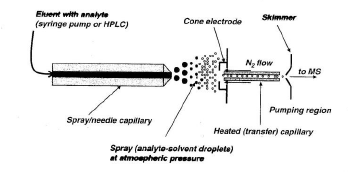 Eluent with analyte
(syringe pump or HPLC)
Cone electrode
Skimmer
N2 flow
to MS
Pumping region
Spray/needle capillary
Heated (transfer) capillary
Spray (analyte-solvent droplets)
at atmospheric pressure